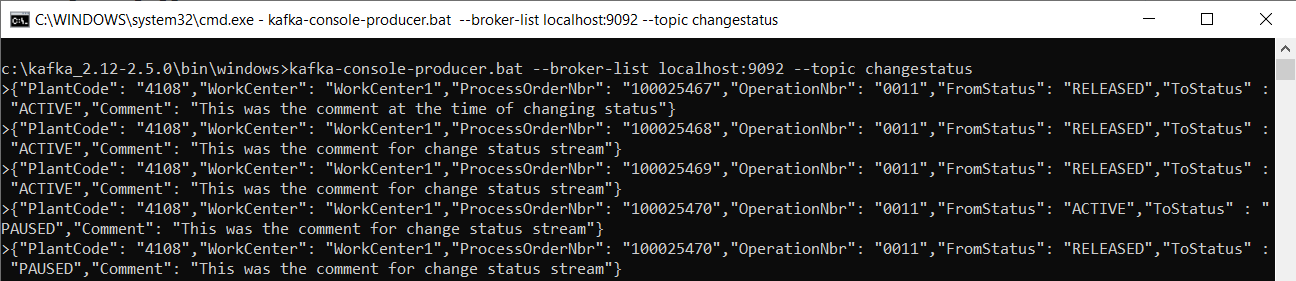 C:\WINDOWS\system32\cmd.exe - kafka-console-producer.bat  --broker-list localhost:9092 --topic changestatus
c:\kafka_2.12-2.5.0\bin\windows>kafka-console-producer.bat --broker-list localhost:9092 --topic changestatus
>{"PlantCode": "4108","WorkCenter": "WorkCenter1","ProcessOrderNbr": "100025467","OperationNbr": "0011","FromStatus": "RELEASED","ToStatus" :
 "ACTIVE","Comment": "This was the comment at the time of changing status"}
>{"PlantCode": "4108","WorkCenter": "WorkCenter1","ProcessOrderNbr": "100025468","OperationNbr": "0011","FromStatus": "RELEASED","ToStatus" :
 "ACTIVE","Comment": "This was the comment for change status stream"}
>{"PlantCode": "4108","WorkCenter": "WorkCenter1","ProcessOrderNbr": "100025469","OperationNbr": "0011","FromStatus": "RELEASED","ToStatus" :
 "ACTIVE","Comment": "This was the comment for change status stream"}
>{"PlantCode": "4108","WorkCenter": "WorkCenter1","ProcessOrderNbr": "100025470","OperationNbr": "0011","FromStatus": "ACTIVE","ToStatus" : "
PAUSED","Comment": "This was the comment for change status stream"}
>{"PlantCode": "4108","WorkCenter": "WorkCenter1","ProcessOrderNbr": "100025470","OperationNbr": "0011","FromStatus": "RELEASED","ToStatus" :
 "PAUSED","Comment": "This was the comment for change status stream"}